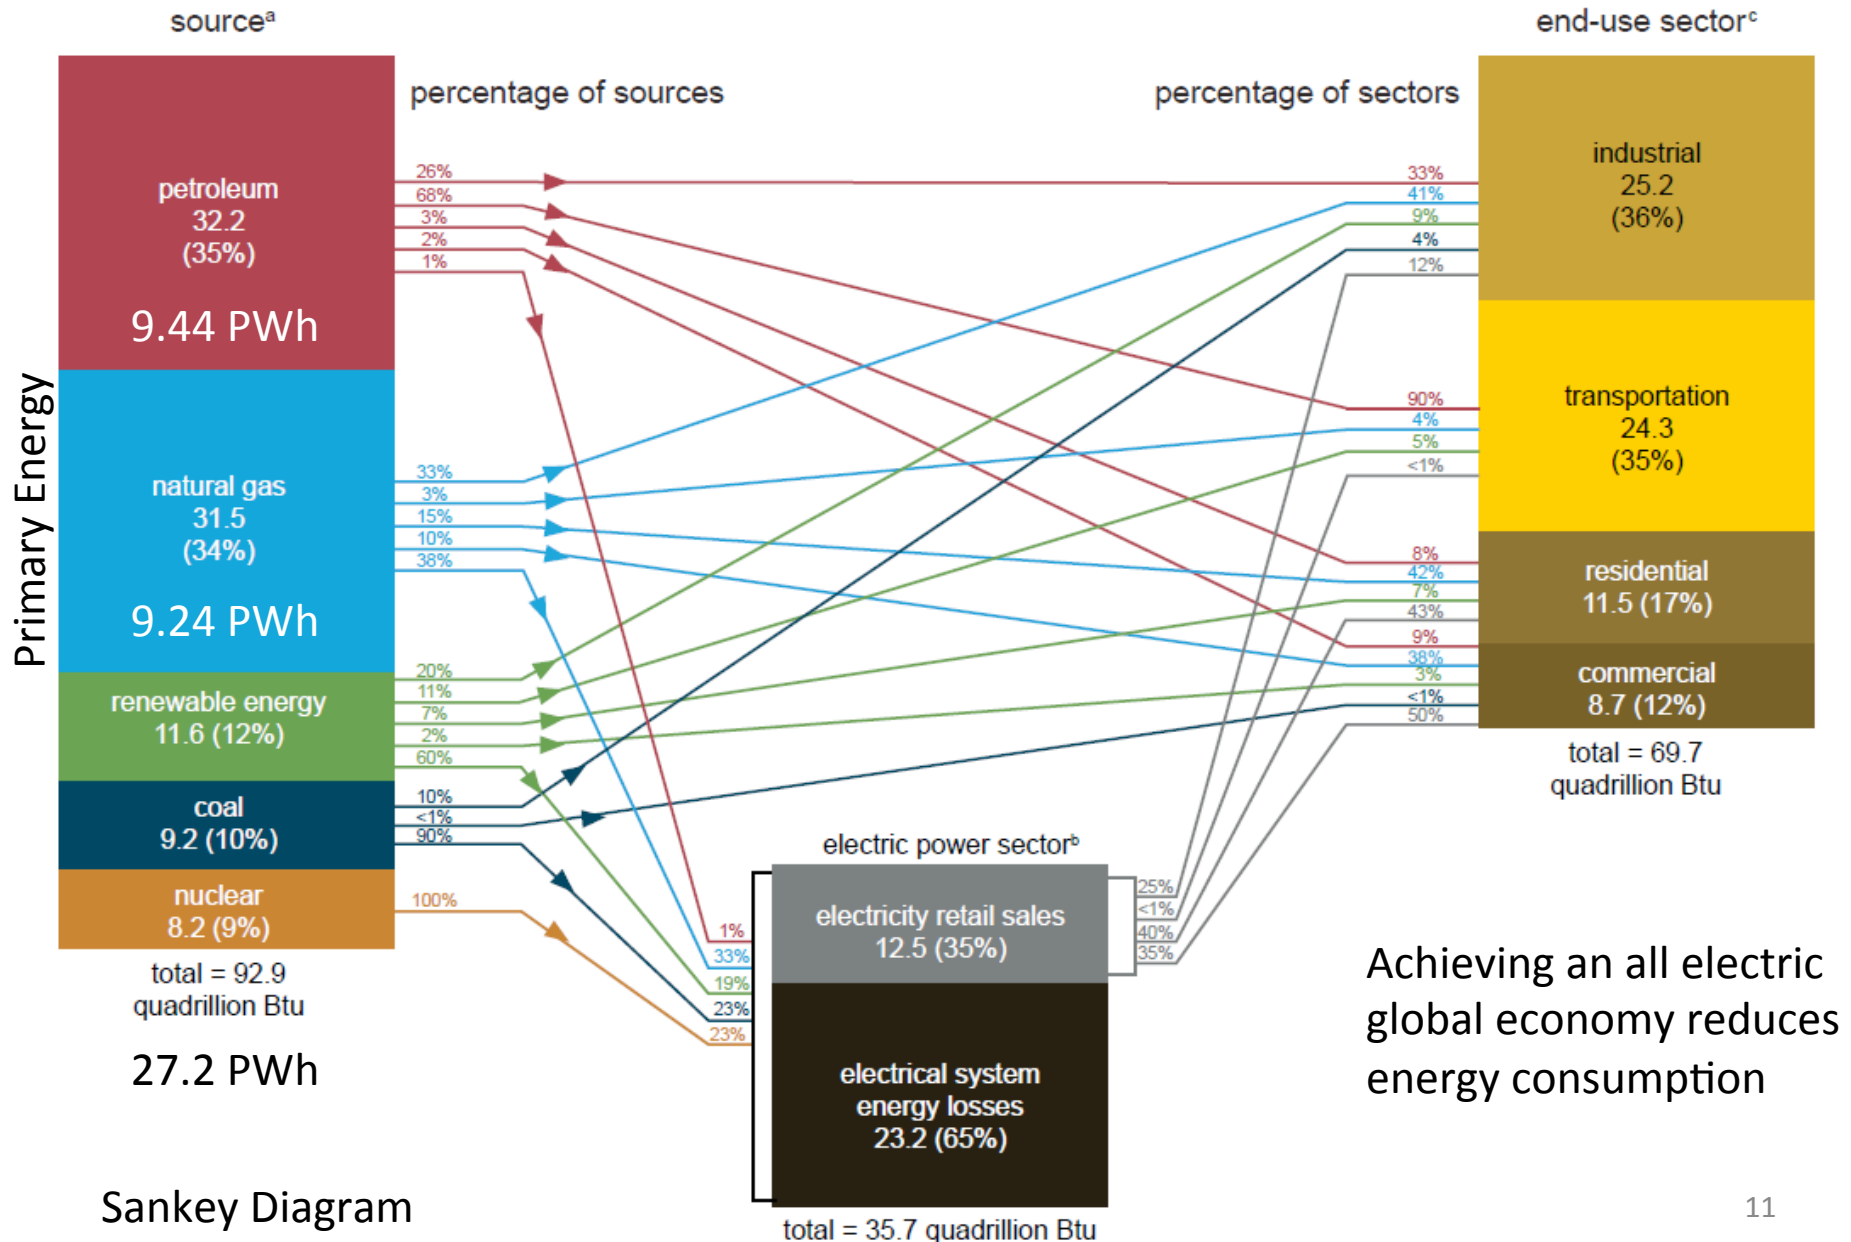 sourceᵃ
end-use sectorᶜ
percentage of sources
percentage of sectors
Primary Energy
petroleum
32.2
(35%)
9.44 PWh
natural gas
31.5
(34%)
9.24 PWh
renewable energy
11.6 (12%)
coal
9.2 (10%)
nuclear
8.2 (9%)
total = 92.9
quadrillion Btu
27.2 PWh
26%
68%
3%
2%
1%
33%
3%
15%
10%
38%
20%
11%
7%
2%
60%
10%
<1%
90%
100%
electric power sectorᵇ
1%
33%
19%
23%
23%
electricity retail sales
12.5 (35%)
electrical system
energy losses
23.2 (65%)
total = 35.7 quadrillion Btu
25%
<1%
40%
35%
33%
41%
9%
4%
12%
90%
4%
5%
<1%
8%
42%
7%
43%
9%
38%
3%
<1%
50%
industrial
25.2
(36%)
transportation
24.3
(35%)
residential
11.5 (17%)
commercial
8.7 (12%)
total = 69.7
quadrillion Btu
Achieving an all electric
global economy reduces
energy consumption
Sankey Diagram
11